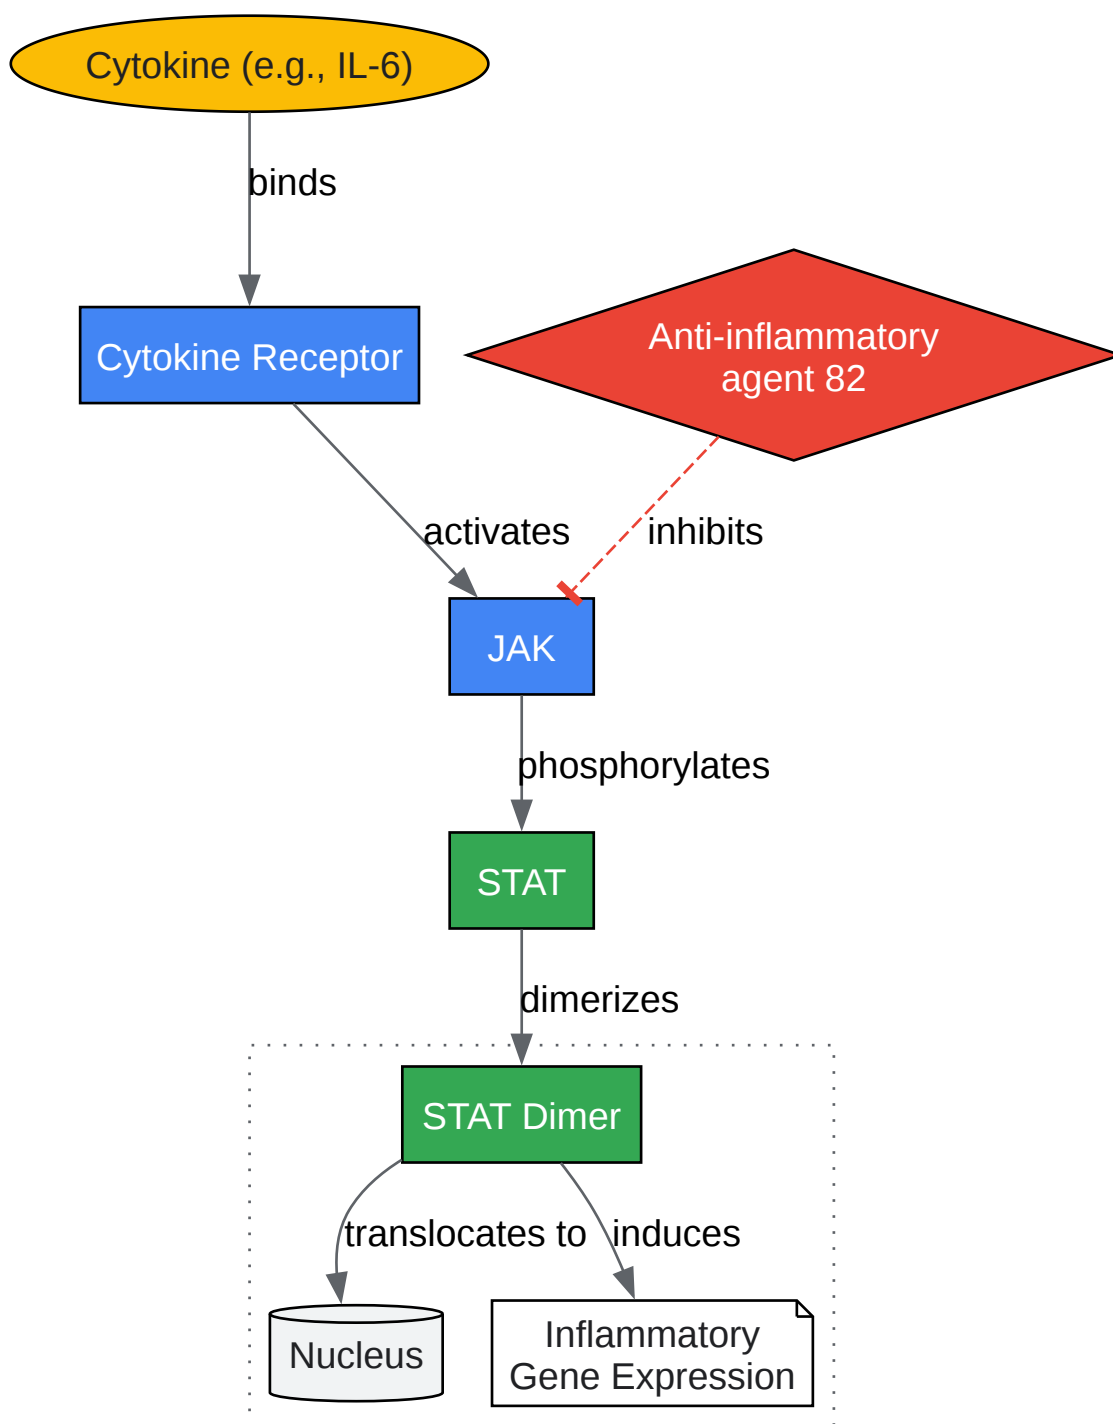 Cytokine (e.g., IL-6)
binds
Cytokine Receptor
Anti-inflammatory
agent 82
activates
inhibits
JAK
phosphorylates
STAT
dimerizes
STAT Dimer
translocates to
induces
Nucleus
Inflammatory
Gene Expression